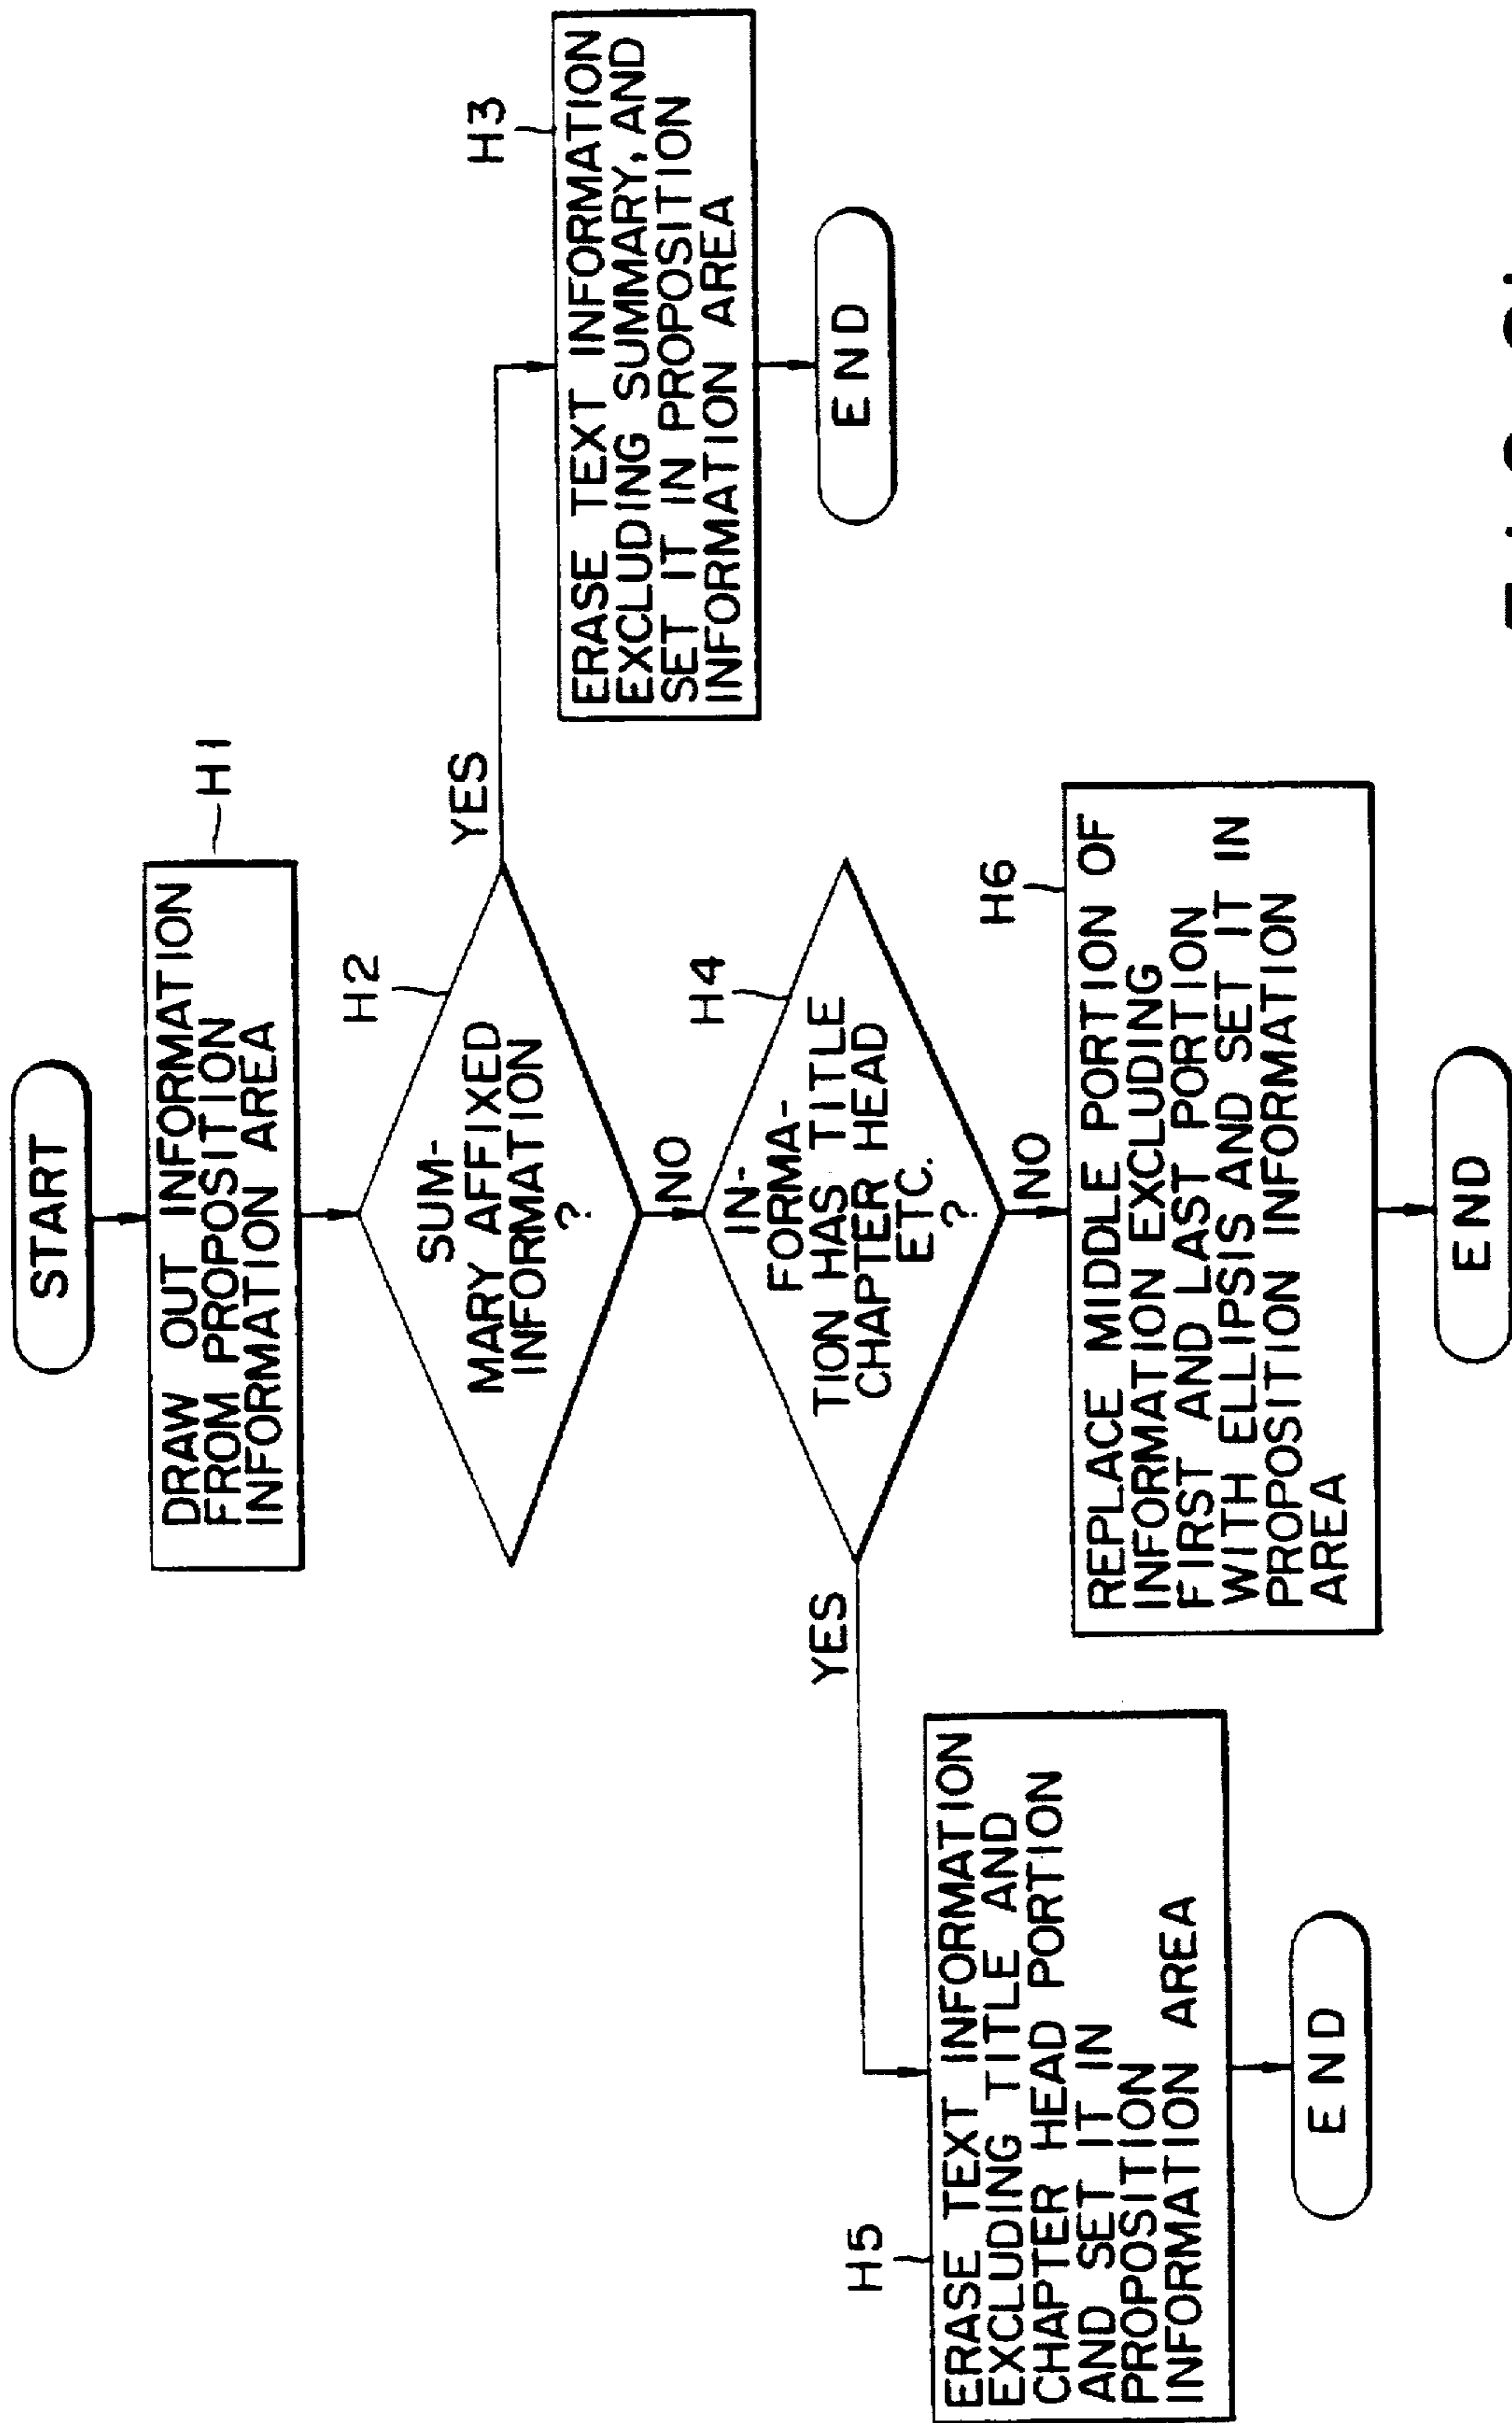 START
DRAW OUT INFORMATION
FROM PROPOSITION
INFORMATION AREA
H1
SUM-
MARY AFFIXED
INFORMATION
?
H2
YES
NO
ERASE TEXT INFORMATION
EXCLUDING SUMMARY, AND
SET IT IN PROPOSITION
INFORMATION AREA
H3
END
IN-
FORMA-
TION HAS TITLE
CHAPTER HEAD
ETC.
?
H4
YES
NO
ERASE TEXT INFORMATION
EXCLUDING TITLE AND
CHAPTER HEAD PORTION
AND SET IT IN
PROPOSITION
INFORMATION AREA
H5
END
REPLACE MIDDLE PORTION OF
INFORMATION EXCLUDING
FIRST AND LAST PORTION
WITH ELLIPSIS AND SET IT IN
PROPOSITION INFORMATION
AREA
H6
END